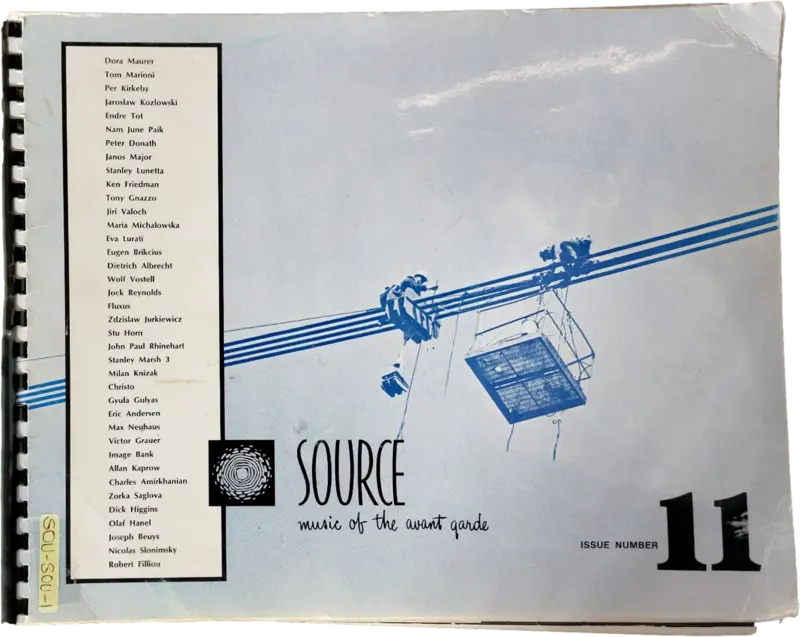 Dora Maurer
Tom Marioni
Per Kirkeby
Jaroslaw Kozlowski
Endre Tot
Nam June Paik
Peter Donath
Janos Major
Stanley Lunetta
Ken Friedman
Tony Gnazzo
Jiri Valoch
Maria Michalowska
Eva Lurati
Eugen Brikcius
Dietrich Albrecht
Wolf Vostell
Jock Reynolds
Fluxus
Zdzislaw Jurkiewicz
Stu Horn
John Paul Rhinehart
Stanley Marsh 3
Milan Knizak
Christo
Gyula Gulyas
Eric Andersen
Max Neuhaus
Victor Grauer
Image Bank
Allan Kaprow
Charles Amirkhanian
Zorka Saglova
Dick Higgins
Olaf Hanel
Joseph Beuys
Nicolas Slonimsky
Robert Filliou
SOURCE
music of the avant garde
ISSUE NUMBER 11
SOU-SOU-1